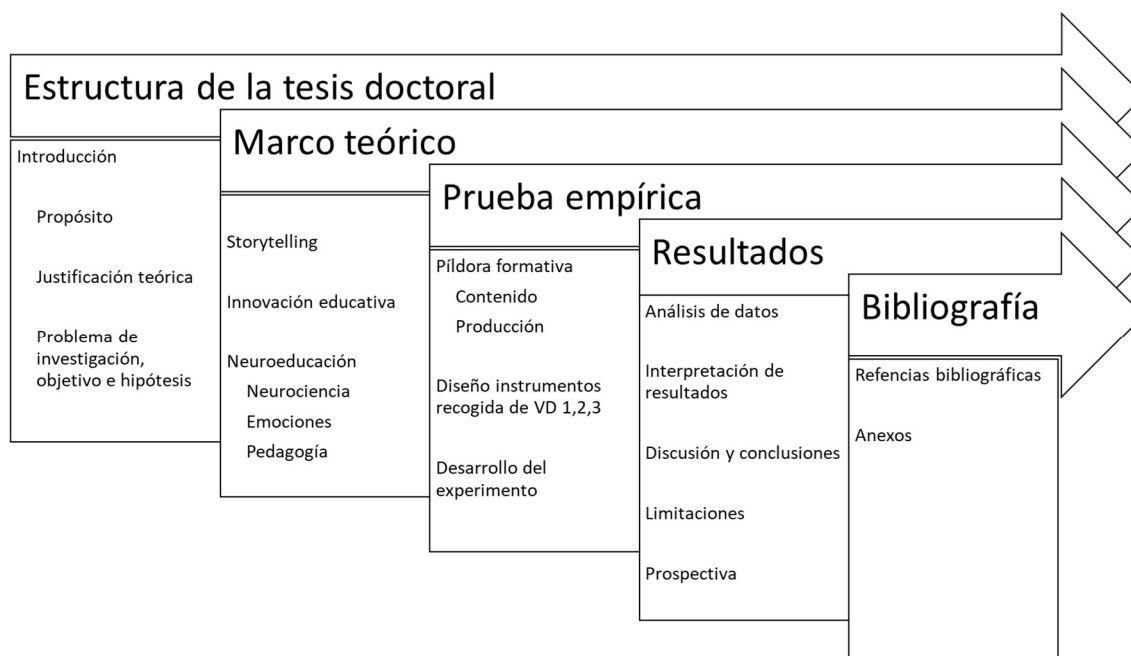 Estructura de la tesis doctoral
Introducción
Propósito
Justificación teórica
Problema de
investigación,
objetivo e hipótesis
Marco teórico
Storytelling
Innovación educativa
Neuroeducación
Neurociencia
Emociones
Pedagogía
Prueba empírica
Píldora formativa
Contenido
Producción
Diseño instrumentos
recogida de VD 1,2,3
Desarrollo del
experimento
Resultados
Análisis de datos
Interpretación de
resultados
Discusión y conclusiones
Limitaciones
Prospectiva
Bibliografía
Refencias bibliográficas
Anexos